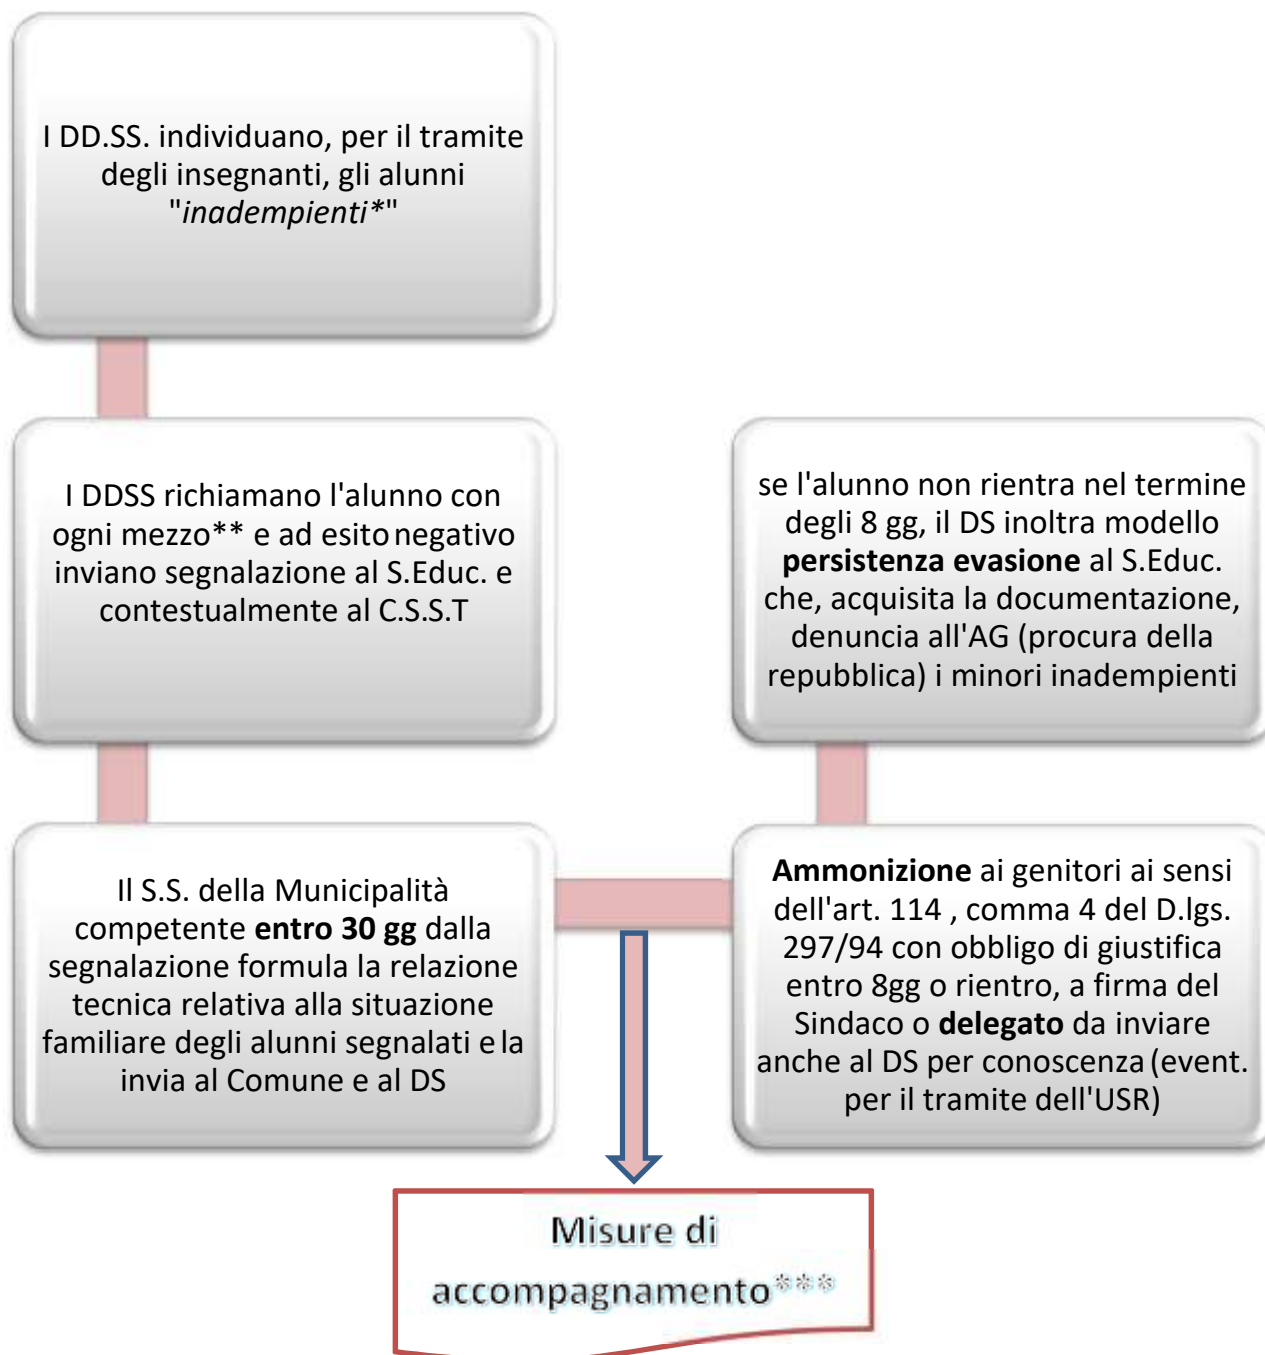 I DD.SS. individuano, per il tramite
degli insegnanti, gli alunni
"inadempienti*"
I DDSS richiamano l'alunno con
ogni mezzo** e ad esito negativo
inviano segnalazione al S.Educ. e
contestualmente al C.S.S.T
Il S.S. della Municipalità
competente entro 30 gg dalla
segnalazione formula la relazione
tecnica relativa alla situazione
familiare degli alunni segnalati e la
invia al Comune e al DS
Ammonizione ai genitori ai sensi
dell'art. 114 , comma 4 del D.lgs.
297/94 con obbligo di giustifica
entro 8gg o rientro, a firma del
Sindaco o delegato da inviare
anche al DS per conoscenza (event.
per il tramite dell'USR)
se l'alunno non rientra nel termine
degli 8 gg, il DS inoltra modello
persistenza evasione al S.Educ.
che, acquisita la documentazione,
denuncia all'AG (procura della
repubblica) i minori inadempienti
Misure di
accompagnamento***